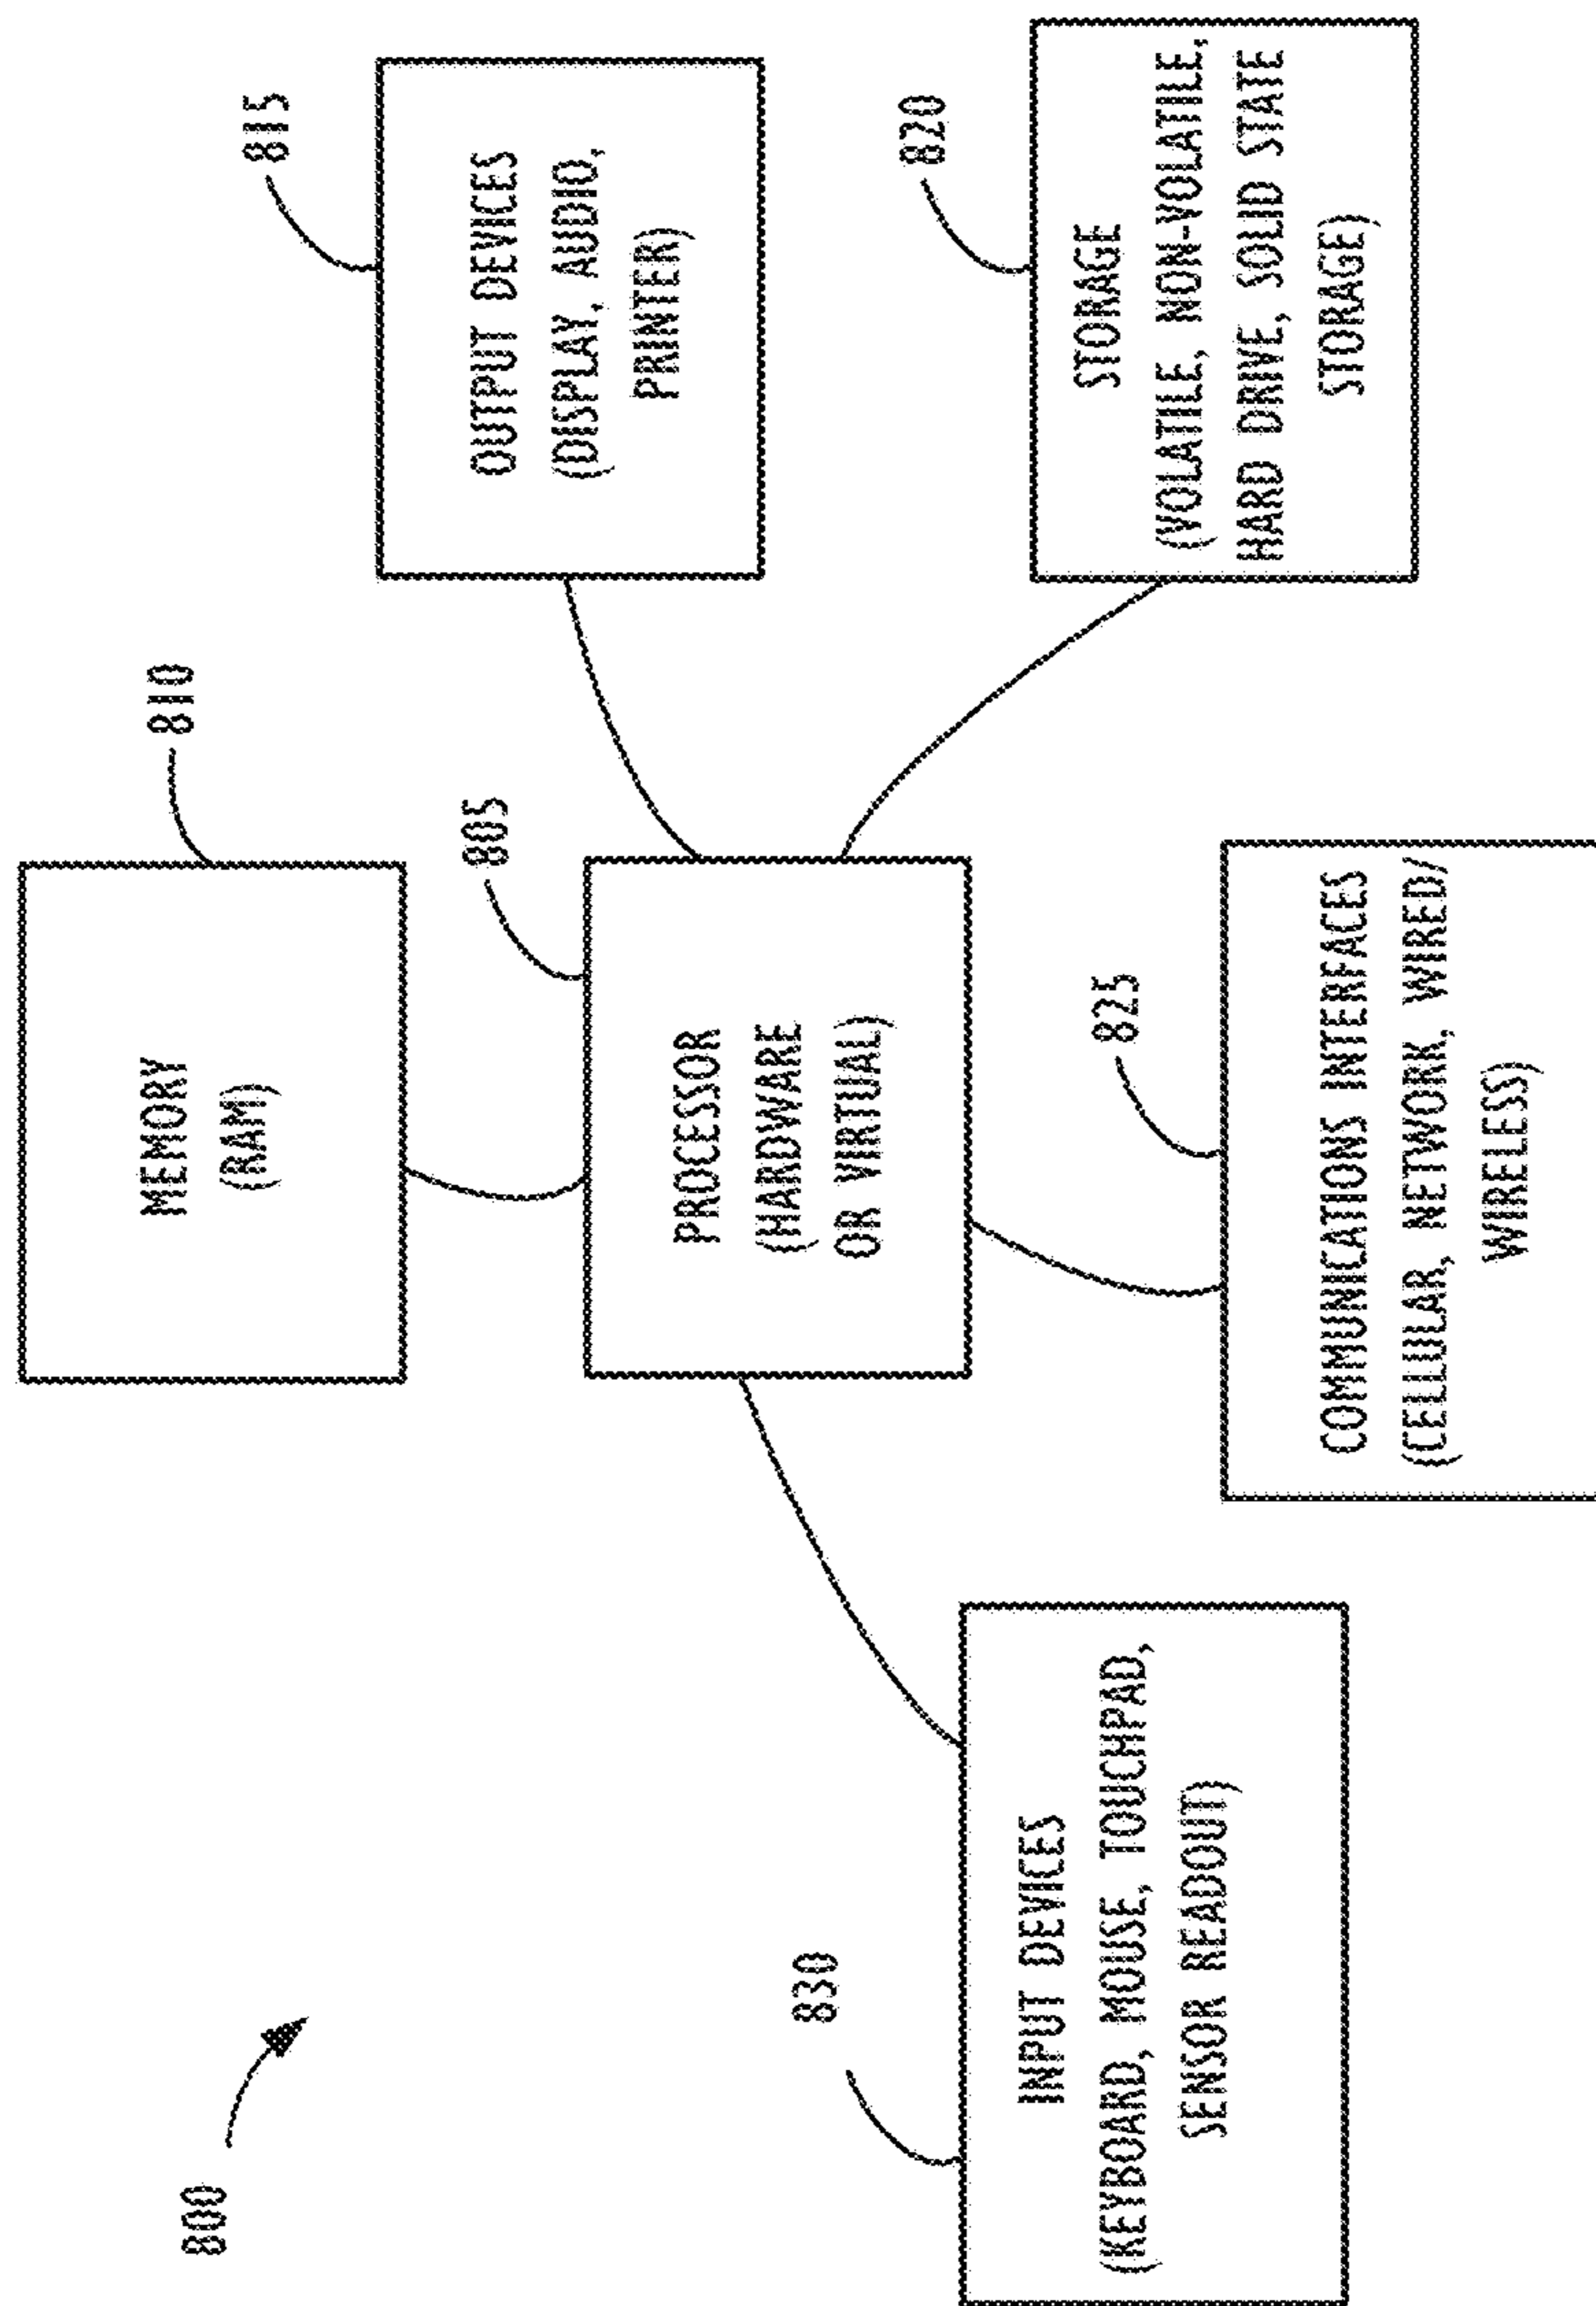 800
810
MEMORY
(RAM)
815
OUTPUT DEVICES
(DISPLAY, AUDIO,
PRINTER)
805
PROCESSOR
(HARDWARE
OR VIRTUAL)
830
INPUT DEVICES
(KEYBOARD, MOUSE, TOUCHPAD,
SENSOR READOUT)
820
STORAGE
(VOLATILE, NON-VOLATILE,
HARD DRIVE, SOLID STATE
STORAGE)
825
COMMUNICATIONS INTERFACES
(CELLULAR, NETWORK, WIRED/
WIRELESS)